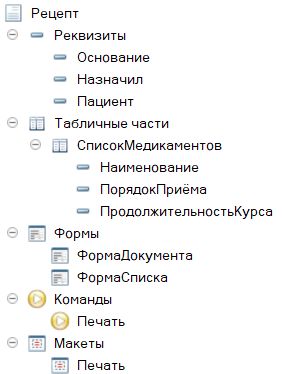 Рецепт
Реквизиты
Основание
Назначил
Пациент
Табличные части
СписокМедикаментов
Наименование
ПорядокПриёма
ПродолжительностьКурса
Формы
ФормаДокумента
ФормаСписка
Команды
Печать
Макеты
Печать